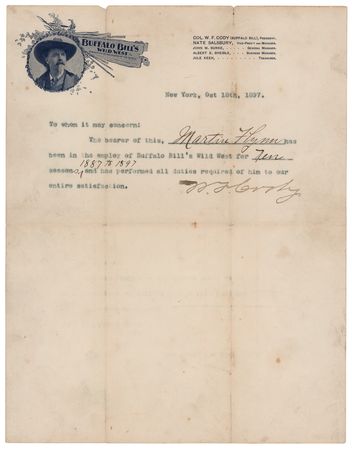 BUFFALO BILL'S
WILD WEST
COL. W. F. CODY (BUFFALO BILL), PRESIDENT.
NATE SALSBURY, VICE-PREST AND MANAGER.
JOHN M. BURKE, GENERAL MANAGER.
ALBERT E. SHEIBLE, BUSINESS MANAGER.
JULE KEEN, TREASURER.
New York, Oct 18th, 1897.
To whom it may concern:
The bearer of this, Martin Flynn has
been in the employ of Buffalo Bill's Wild West for Tenn
1887 To 1897
season and has performed all duties required of him to our
entire satisfaction.
W. F. Cody